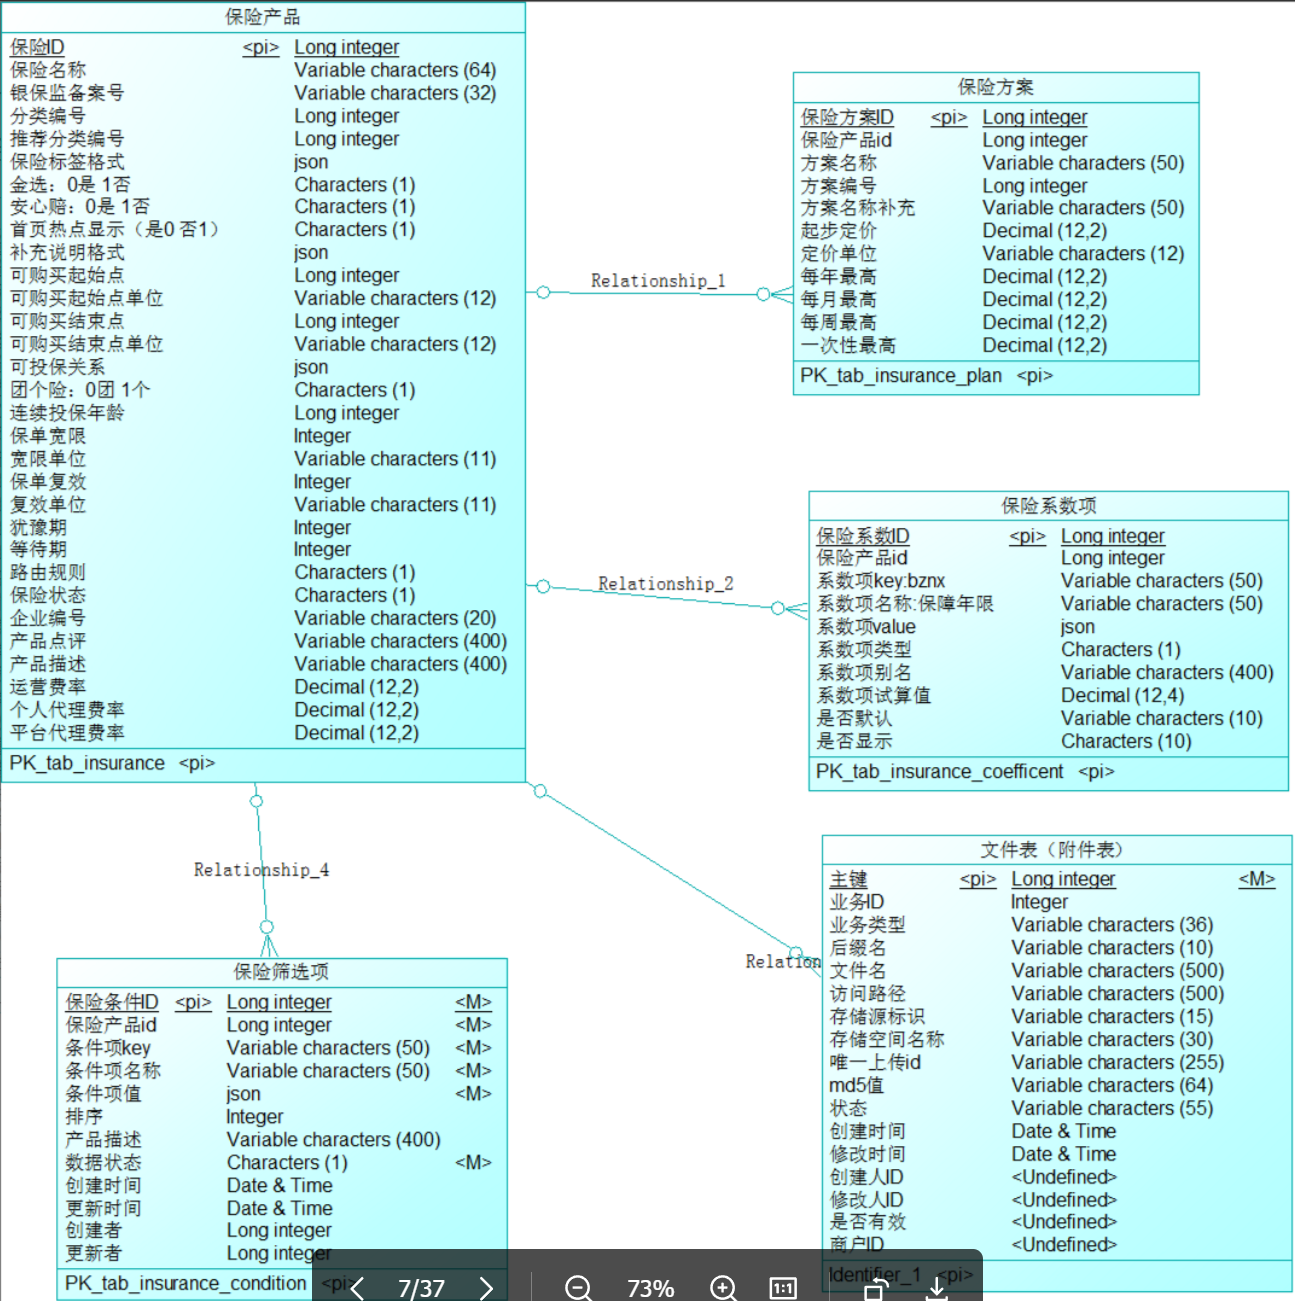 保险产品
保险ID <pi> Long integer
保险名称 Variable characters (64)
银保监备案号 Variable characters (32)
分类编号 Long integer
推荐分类编号 Long integer
保险标签格式 json
金选：0是 1否 Characters (1)
安心赔：0是 1否 Characters (1)
首页热点显示（是0 否1） Characters (1)
补充说明格式 json
可购买起始点 Long integer
可购买起始点单位 Variable characters (12)
可购买结束点 Long integer
可购买结束点单位 Variable characters (12)
可投保关系 json
团个险：0团 1个 Characters (1)
连续投保年龄 Long integer
保单宽限 Integer
宽限单位 Variable characters (11)
保单复效 Integer
复效单位 Variable characters (11)
犹豫期 Integer
等待期 Integer
路由规则 Characters (1)
保险状态 Characters (1)
企业编号 Variable characters (20)
产品点评 Variable characters (400)
产品描述 Variable characters (400)
运营费率 Decimal (12,2)
个人代理费率 Decimal (12,2)
平台代理费率 Decimal (12,2)
PK_tab_insurance <pi>
Relationship_1
保险方案
保险方案ID <pi> Long integer
保险产品id Long integer
方案名称 Variable characters (50)
方案编号 Long integer
方案名称补充 Variable characters (50)
起步定价 Decimal (12,2)
定价单位 Variable characters (12)
每年最高 Decimal (12,2)
每月最高 Decimal (12,2)
每周最高 Decimal (12,2)
一次性最高 Decimal (12,2)
PK_tab_insurance_plan <pi>
Relationship_2
保险系数项
保险系数ID <pi> Long integer
保险产品id Long integer
系数项key:bznx Variable characters (50)
系数项名称:保障年限 Variable characters (50)
系数项value json
系数项类型 Characters (1)
系数项别名 Variable characters (400)
系数项试算值 Decimal (12,4)
是否默认 Variable characters (10)
是否显示 Characters (10)
PK_tab_insurance_coefficent <pi>
Relation
文件表（附件表）
主键 <pi> Long integer <M>
业务ID Integer
业务类型 Variable characters (36)
后缀名 Variable characters (10)
文件名 Variable characters (500)
访问路径 Variable characters (500)
存储源标识 Variable characters (15)
存储空间名称 Variable characters (30)
唯一上传id Variable characters (255)
md5值 Variable characters (64)
状态 Variable characters (55)
创建时间 Date & Time
修改时间 Date & Time
创建人ID <Undefined>
修改人ID <Undefined>
是否有效 <Undefined>
商户ID <Undefined>
Identifier_1 <pi>
Relationship_4
保险筛选项
保险条件ID <pi> Long integer <M>
保险产品id Long integer <M>
条件项key Variable characters (50) <M>
条件项名称 Variable characters (50) <M>
条件项值 json <M>
排序 Integer
产品描述 Variable characters (400)
数据状态 Characters (1) <M>
创建时间 Date & Time
更新时间 Date & Time
创建者 Long integer
更新者 Long integer
PK_tab_insurance_condition <pi>
7/37 73% 1:1